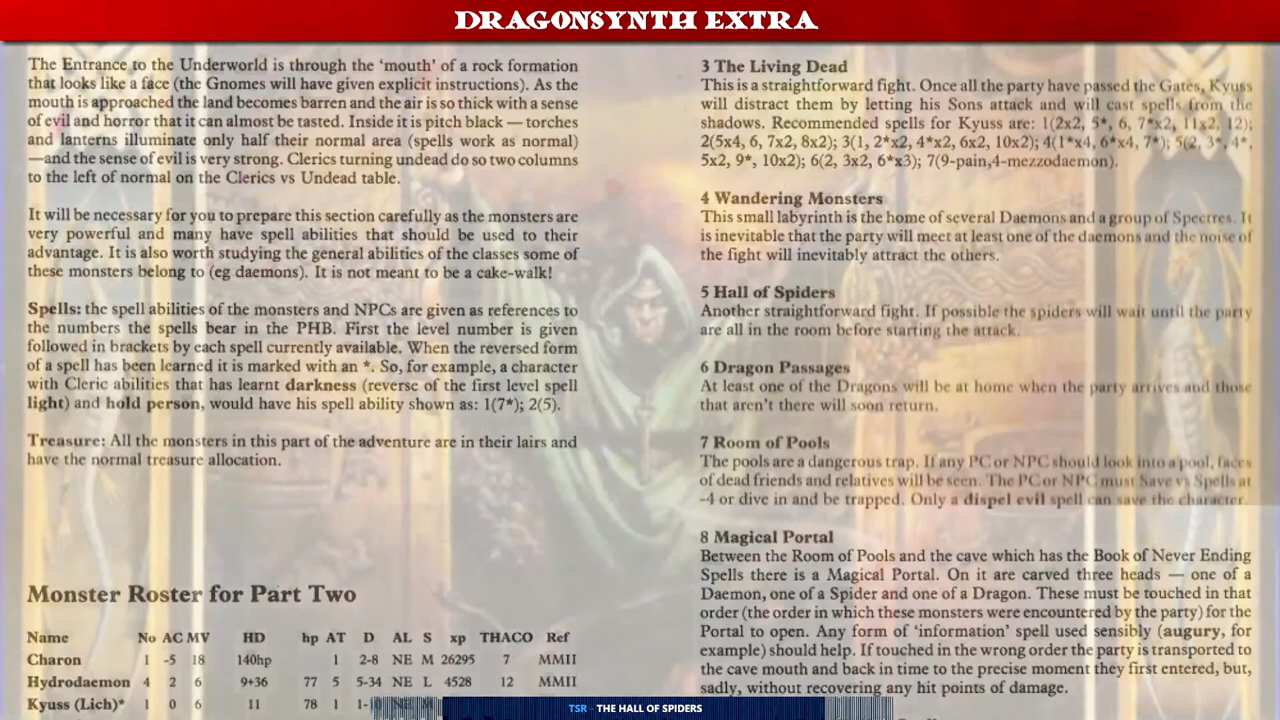 DRAGONSYNTH EXTRA
The Entrance to the Underworld is through the ‘mouth’ of a rock formation
that looks like a face (the Gnomes will have given explicit instructions). As the
mouth is approached the land becomes barren and the air is so thick with a sense
of evil and horror that it can almost be tasted. Inside it is pitch black — torches
and lanterns illuminate only half their normal area (spells work as normal)
—and the sense of evil is very strong. Clerics turning undead do so two columns
to the left of normal on the Clerics vs Undead table.
It will be necessary for you to prepare this section carefully as the monsters are
very powerful and many have spell abilities that should be used to their
advantage. It is also worth studying the general abilities of the classes some of
these monsters belong to (eg daemons). It is not meant to be a cake-walk!
Spells: the spell abilities of the monsters and NPCs are given as references to
the numbers the spells bear in the PHB. First the level number is given
followed in brackets by each spell currently available. When the reversed form
of a spell has been learned it is marked with an *. So, for example, a character
with Cleric abilities that has learnt darkness (reverse of the first level spell
light) and hold person, would have his spell ability shown as: 1(7*); 2(5).
Treasure: All the monsters in this part of the adventure are in their lairs and
have the normal treasure allocation.
Monster Roster for Part Two
Name No AC MV HD hp AT D AL S xp THACO Ref
Charon 1 -5 18 140hp 1 2-8 NE M 26295 7 MMII
Hydrodaemon 4 2 6 9+36 77 5 5-34 NE L 4528 12 MMII
Kyuss (Lich)* 1 0 6 11 78 1 1-10 NE M
3 The Living Dead
This is a straightforward fight. Once all the party have passed the Gates, Kyuss
will distract them by letting his Sons attack and will cast spells from the
shadows. Recommended spells for Kyuss are: 1(2x2, 5*, 6, 7*x2, 11x2, 12);
2(5x4, 6, 7x2, 8x2); 3(1, 2*x2, 4*x2, 6x2, 10x2); 4(1*x4, 6*x4, 7*); 5(2, 3*, 4*,
5x2, 9*, 10x2); 6(2, 3x2, 6*x3); 7(9-pain,4-mezzodaemon).
4 Wandering Monsters
This small labyrinth is the home of several Daemons and a group of Spectres. It
is inevitable that the party will meet at least one of the daemons and the noise of
the fight will inevitably attract the others.
5 Hall of Spiders
Another straightforward fight. If possible the spiders will wait until the party
are all in the room before starting the attack.
6 Dragon Passages
At least one of the Dragons will be at home when the party arrives and those
that aren’t there will soon return.
7 Room of Pools
The pools are a dangerous trap. If any PC or NPC should look into a pool, faces
of dead friends and relatives will be seen. The PC or NPC must Save vs Spells at
-4 or dive in and be trapped. Only a dispel evil spell can save the character.
8 Magical Portal
Between the Room of Pools and the cave which has the Book of Never Ending
Spells there is a Magical Portal. On it are carved three heads — one of a
Daemon, one of a Spider and one of a Dragon. These must be touched in that
order (the order in which these monsters were encountered by the party) for the
Portal to open. Any form of ‘information’ spell used sensibly (augury, for
example) should help. If touched in the wrong order the party is transported to
the cave mouth and back in time to the precise moment they first entered, but,
sadly, without recovering any hit points of damage.
TSR - THE HALL OF SPIDERS